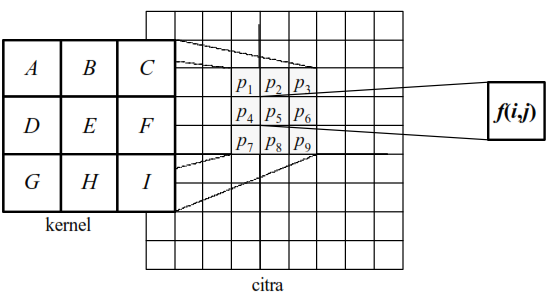 A B C
p₁ p₂ p₃
D E F
p₄ p₅ p₆
f(i,j)
p₇ p₈ p₉
G H I
kernel
citra